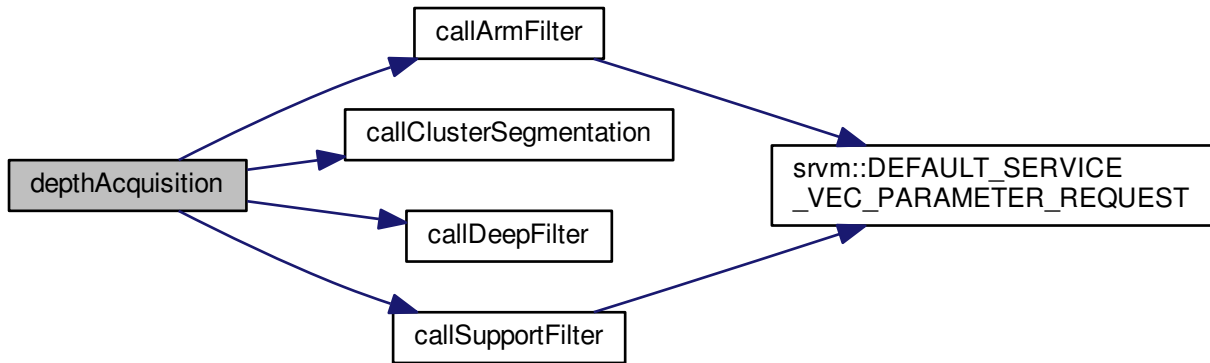 callArmFilter
callClusterSegmentation
depthAcquisition
srvm::DEFAULT_SERVICE
_VEC_PARAMETER_REQUEST
callDeepFilter
callSupportFilter